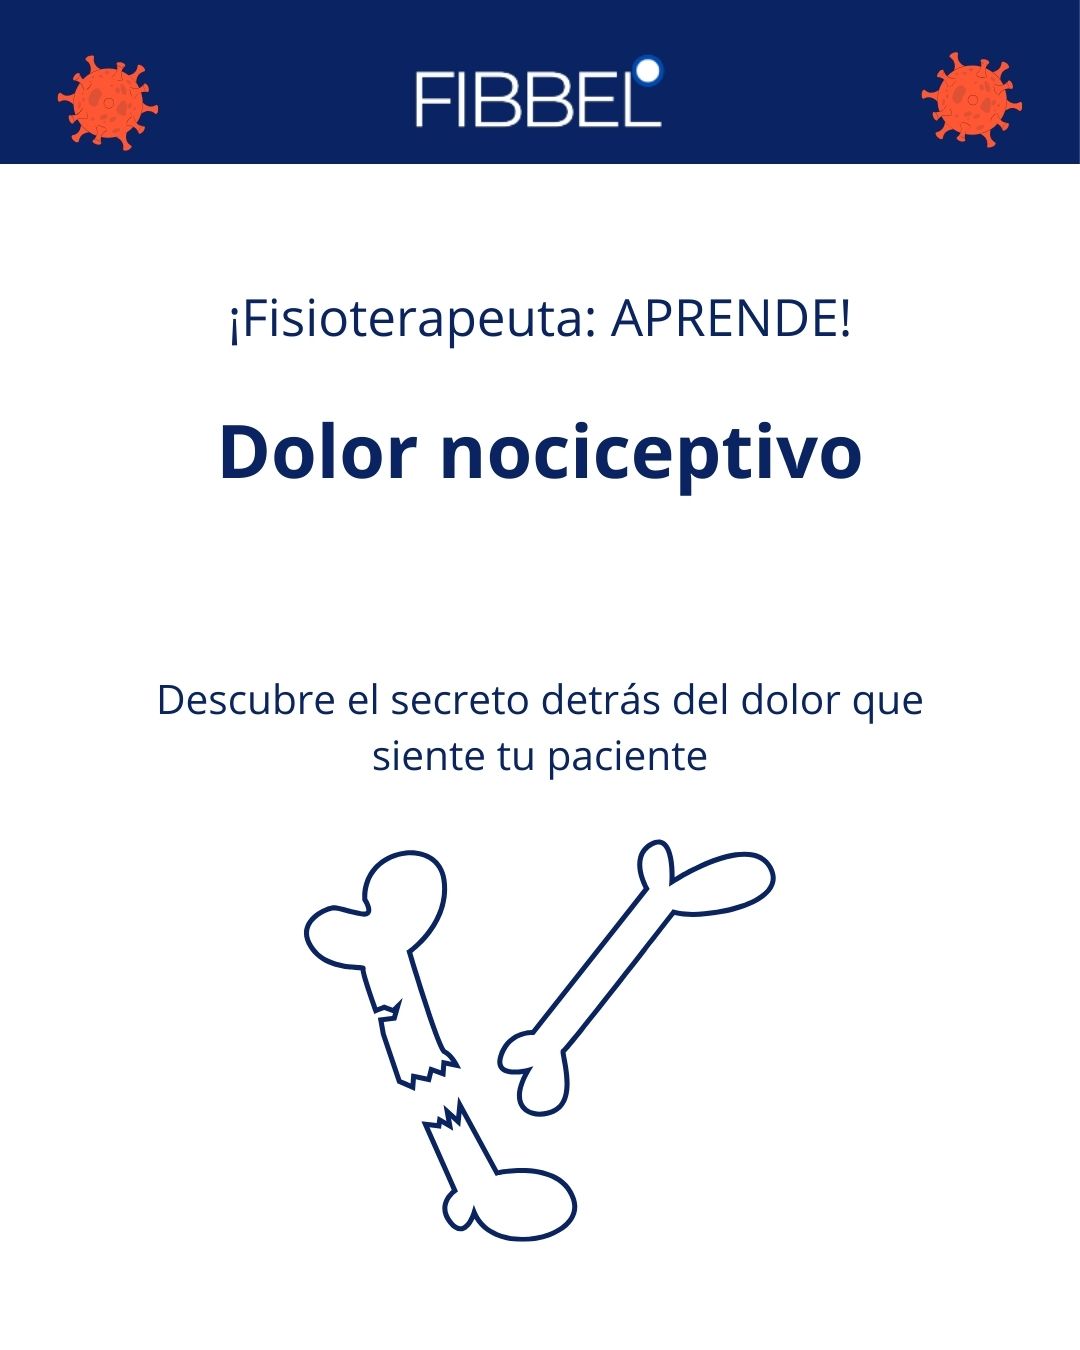 FIBBEL
¡Fisioterapeuta: APRENDE!
Dolor nociceptivo
Descubre el secreto detrás del dolor que
siente tu paciente